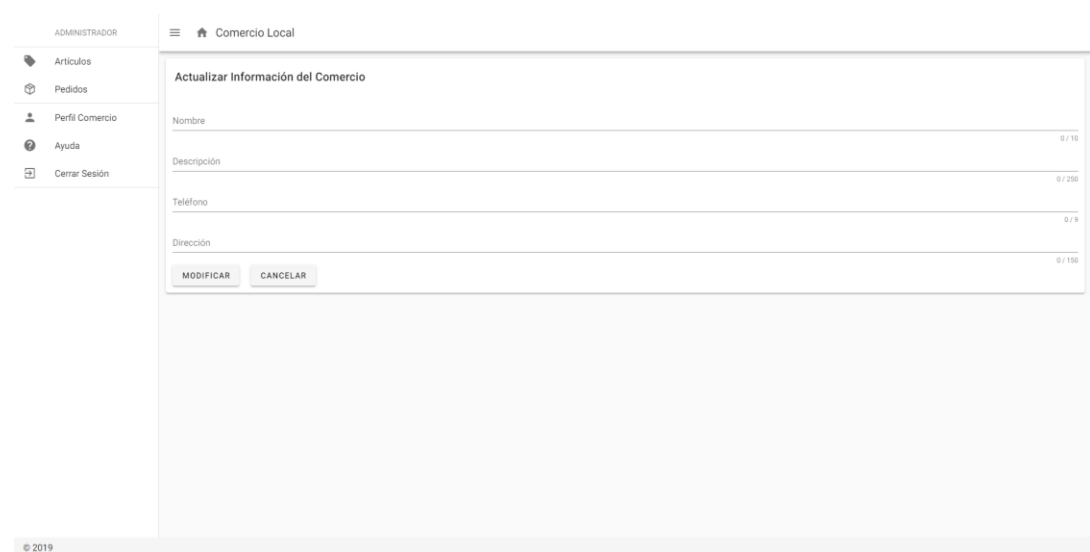 ADMINISTRADOR
Artículos
Pedidos
Perfil Comercio
Ayuda
Cerrar Sesión
Comercio Local
Actualizar Información del Comercio
Nombre
0 / 10
Descripción
0 / 250
Teléfono
0 / 9
Dirección
0 / 150
MODIFICAR CANCELAR
© 2019